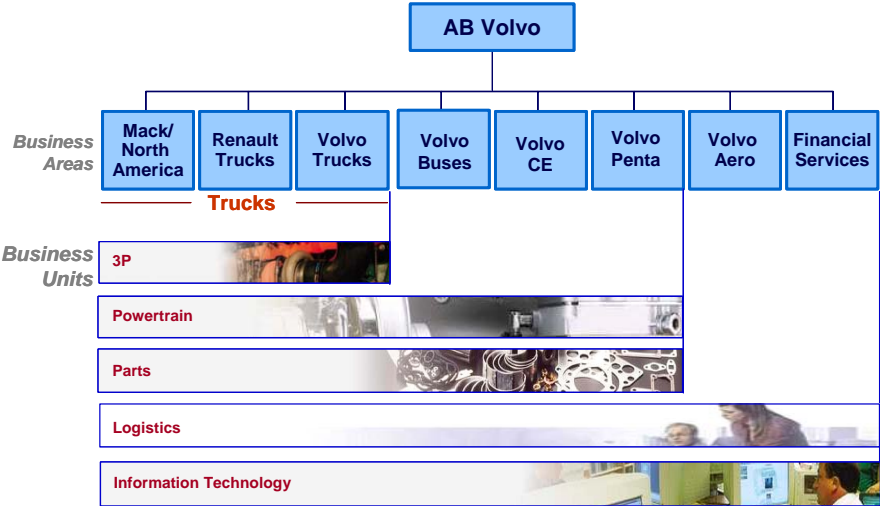 AB Volvo
Business
Areas
Mack/
North
America
Renault
Trucks
Volvo
Trucks
Volvo
Buses
Volvo
CE
Volvo
Penta
Volvo
Aero
Financial
Services
Trucks
Business
Units
3P
Powertrain
Parts
Logistics
Information Technology